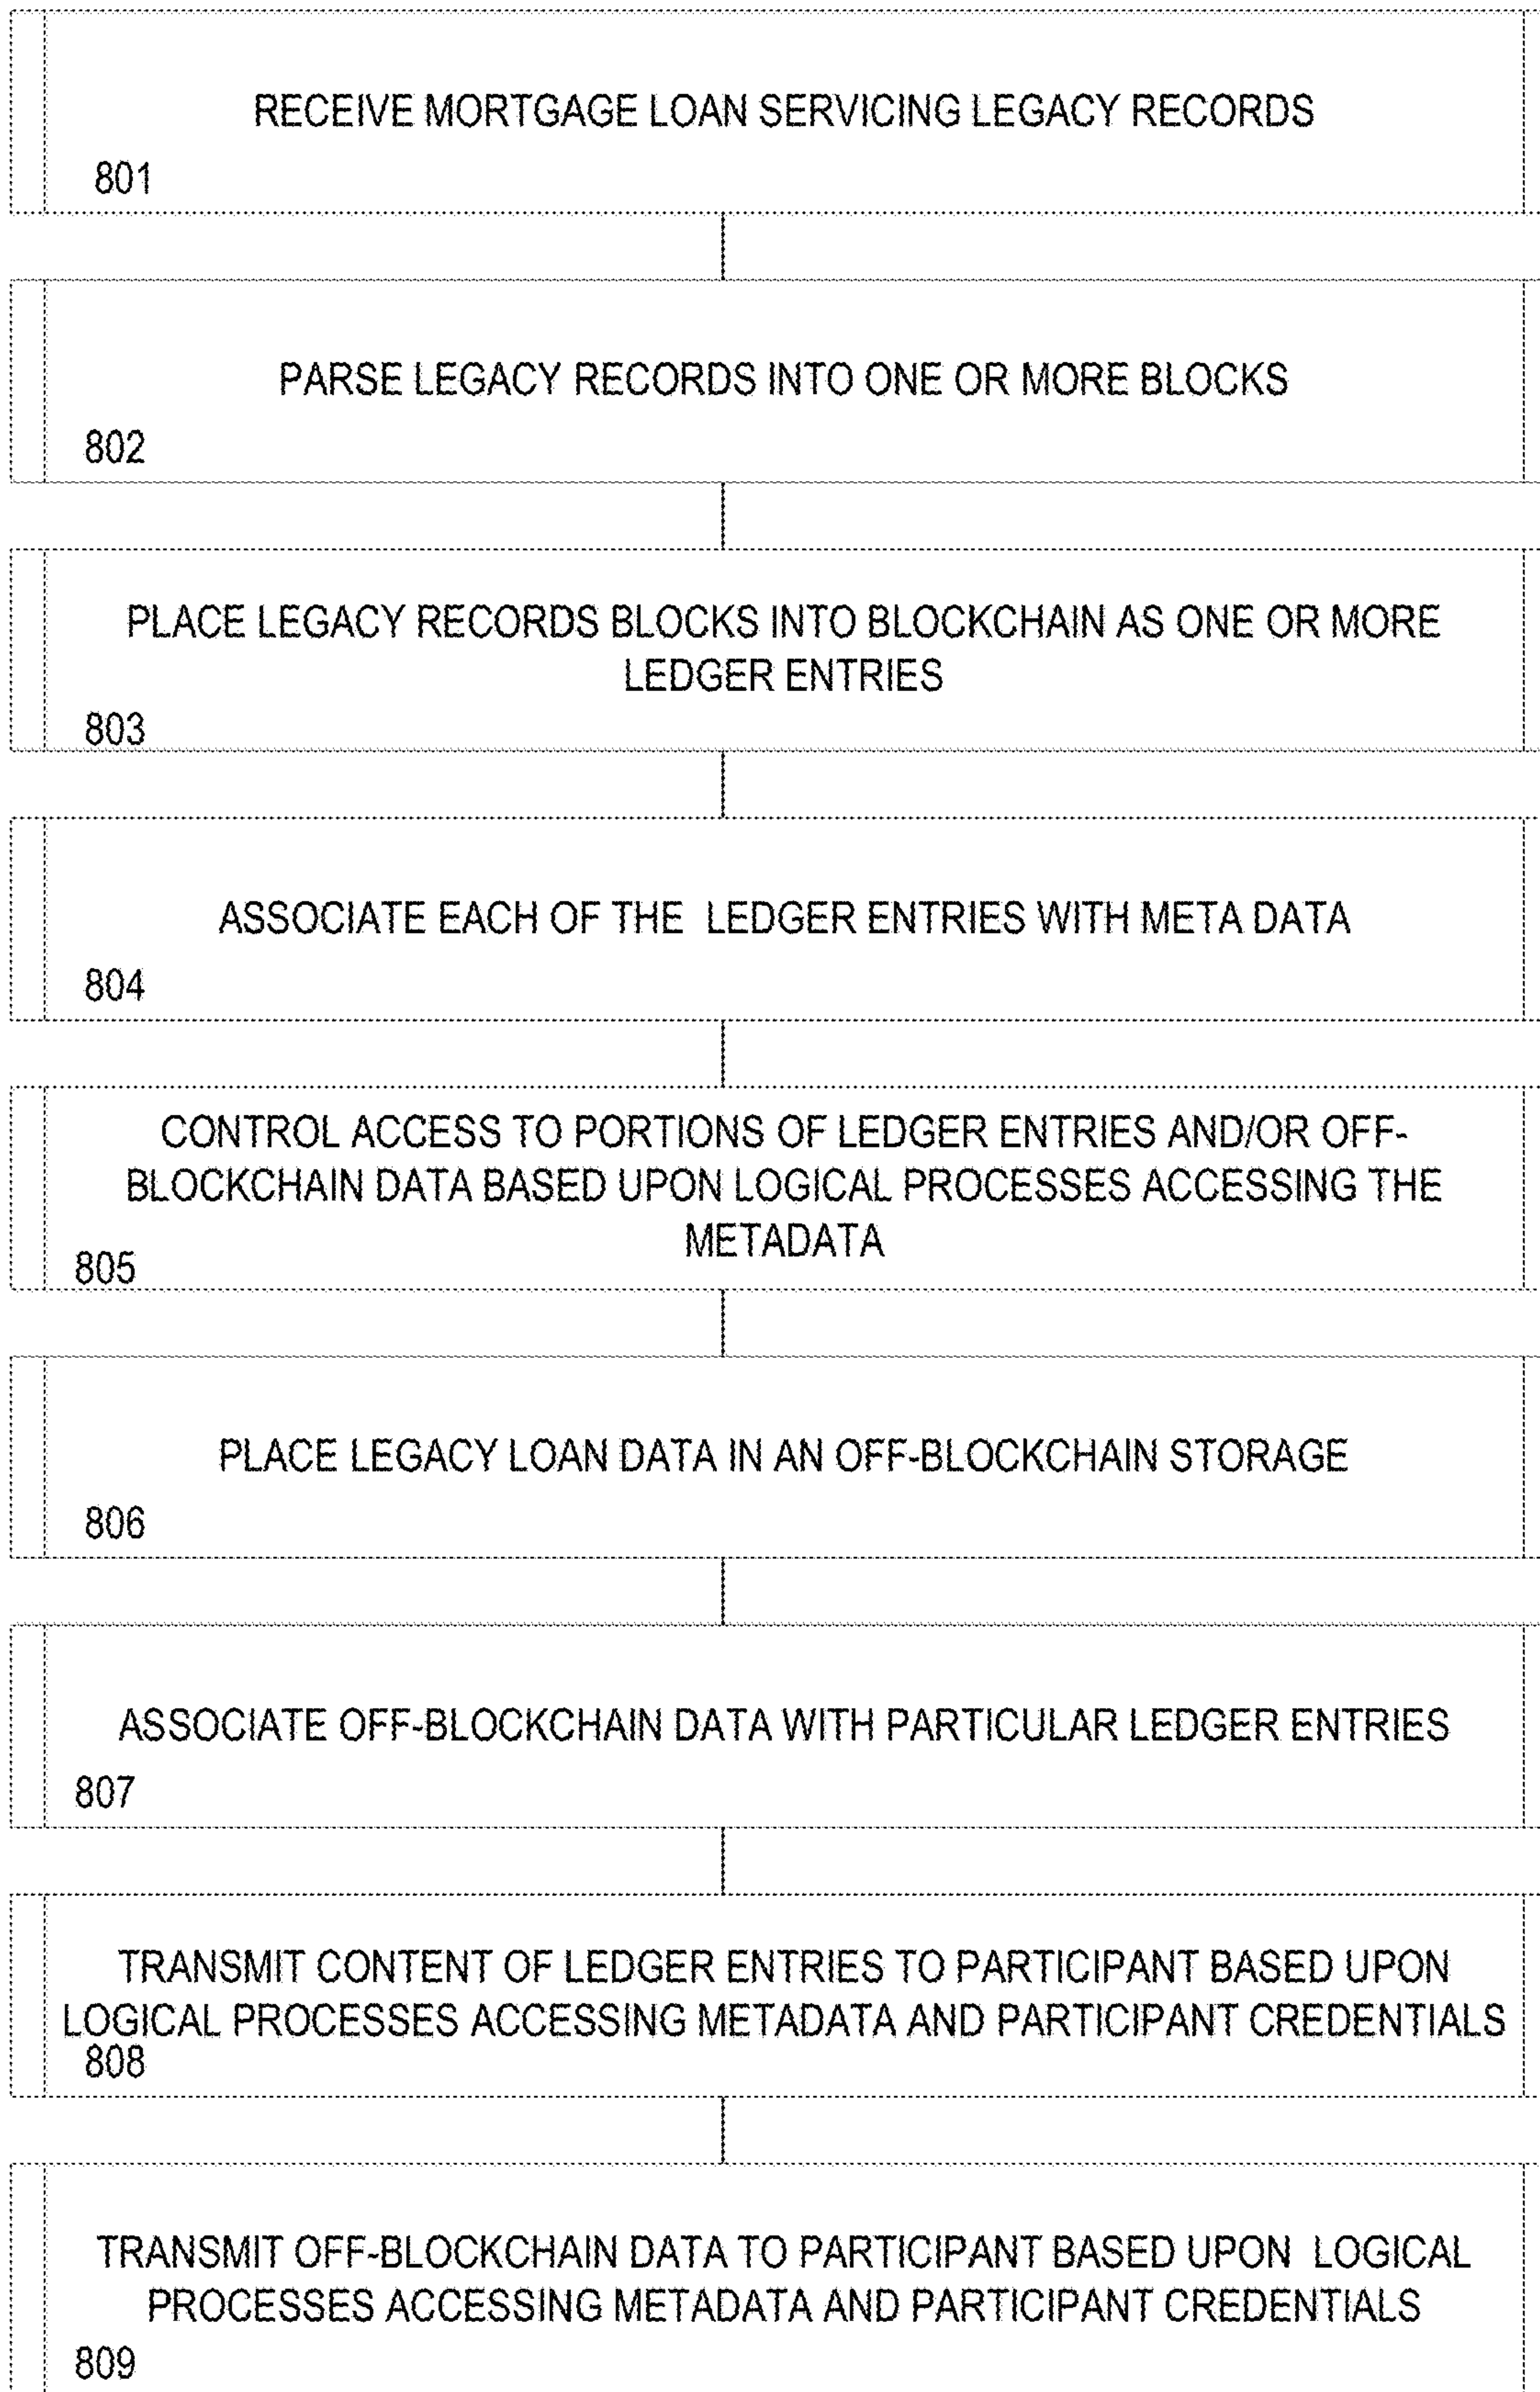 RECEIVE MORTGAGE LOAN SERVICING LEGACY RECORDS
801
PARSE LEGACY RECORDS INTO ONE OR MORE BLOCKS
802
PLACE LEGACY RECORDS BLOCKS INTO BLOCKCHAIN AS ONE OR MORE
LEDGER ENTRIES
803
ASSOCIATE EACH OF THE LEDGER ENTRIES WITH META DATA
804
CONTROL ACCESS TO PORTIONS OF LEDGER ENTRIES AND/OR OFF-
BLOCKCHAIN DATA BASED UPON LOGICAL PROCESSES ACCESSING THE
METADATA
805
PLACE LEGACY LOAN DATA IN AN OFF-BLOCKCHAIN STORAGE
806
ASSOCIATE OFF-BLOCKCHAIN DATA WITH PARTICULAR LEDGER ENTRIES
807
TRANSMIT CONTENT OF LEDGER ENTRIES TO PARTICIPANT BASED UPON
LOGICAL PROCESSES ACCESSING METADATA AND PARTICIPANT CREDENTIALS
808
TRANSMIT OFF-BLOCKCHAIN DATA TO PARTICIPANT BASED UPON LOGICAL
PROCESSES ACCESSING METADATA AND PARTICIPANT CREDENTIALS
809